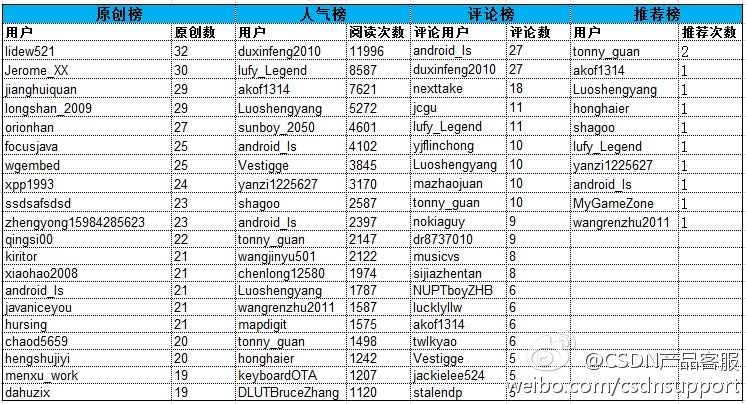 原创榜 人气榜 评论榜 推荐榜
用户 原创数 用户 阅读次数 评论用户 评论数 用户 推荐次数
lidew521 32 duxinfeng2010 11996 android_ls 27 tonny_guan 2
Jerome_XX 30 lufy_Legend 8587 duxinfeng2010 27 akof1314 1
jianghuiquan 29 akof1314 7621 nexttake 18 Luoshengyang 1
longshan_2009 29 Luoshengyang 5272 jcgu 11 honghaier 1
orionhan 27 sunboy_2050 4601 lufy_Legend 11 shagoo 1
focusjava 25 android_ls 4102 yjflinchong 10 lufy_Legend 1
wgembed 25 Vestigge 3845 Luoshengyang 10 yanzi1225627 1
xpp1993 24 yanzi1225627 3170 mazhaojuan 10 android_ls 1
ssdsafsdsd 23 shagoo 2587 tonny_guan 10 MyGameZone 1
zhengyong15984285623 23 android_ls 2397 nokiaguy 9 wangrenzhu2011 1
qingsi00 22 tonny_guan 2147 dr8737010 9
kiritor 21 wangjinyu501 2122 musicvs 8
xiaohao2008 21 chenlong12580 1974 sijiazhentan 8
android_ls 21 Luoshengyang 1787 NUPTboyZHB 6
javaniceyou 21 wangrenzhu2011 1587 lucklyllw 6
hursing 21 mapdigit 1575 akof1314 6
chaod5659 20 tonny_guan 1498 twlkyao 6
hengshujiyi 20 honghaier 1242 Vestigge 5
menxu_work 19 keyboardOTA 1207 jackielee524 5
dahuzix 19 DLUTBruceZhang 1120 stalendp 5
@CSDN产品客服
weibo.com/csdnsupport